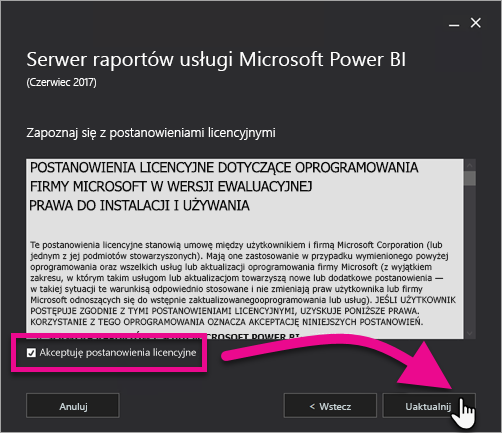 Serwer raportów usługi Microsoft Power BI
(Czerwiec 2017)
Zapoznaj się z postanowieniami licencyjnymi
POSTANOWIENIA LICENCYJNE DOTYCZĄCE OPROGRAMOWANIA
FIRMY MICROSOFT W WERSJI EWALUACYJNEJ
PRAWA DO INSTALACJI I UŻYWANIA
Te postanowienia licencyjne stanowią umowę między użytkownikiem i firmą Microsoft Corporation (lub
jednym z jej podmiotów stowarzyszonych). Mają one zastosowanie w przypadku wymienionego powyżej
oprogramowania oraz wszelkich usług lub aktualizacji oprogramowania firmy Microsoft (z wyjątkiem
zakresu, w którym takim usługom lub aktualizacjom towarzyszą nowe lub dodatkowe postanowienia —
w takiej sytuacji te warunkisą odpowiednio stosowane i nie zmieniają praw użytkownika lub firmy
Microsoft odnoszących się do wstępnie zaktualizowanegooprogramowania lub usług). JEŚLI UŻYTKOWNIK
POSTĘPUJE ZGODNIE Z TYMI POSTANOWIENIAMI LICENCYJNYMI, UZYSKUJE PONIŻSZE PRAWA.
KORZYSTANIE Z TEGO OPROGRAMOWANIA OZNACZA AKCEPTACJĘ NINIEJSZYCH POSTANOWIEŃ.
MICROSOFT POWER BI
Akceptuję postanowienia licencyjne
Anuluj
< Wstecz
Uaktualnij